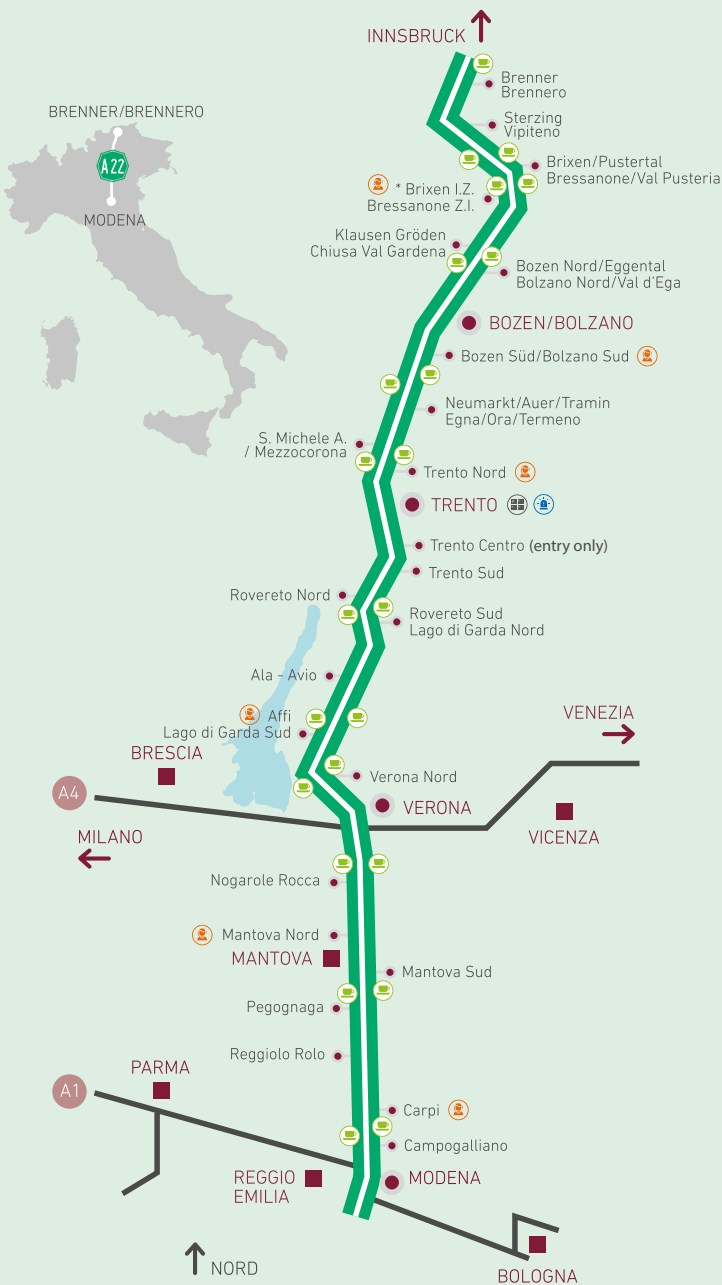 INNSBRUCK
Brenner
Brennero
BRENNER/BRENNERO
Sterzing
Vipiteno
A22
Brixen/Pustertal
Bressanone/Val Pusteria
* Brixen I.Z.
Bressanone Z.I.
MODENA
Klausen Gröden
Chiusa Val Gardena
Bozen Nord/Eggental
Bolzano Nord/Val d'Ega
BOZEN/BOLZANO
Bozen Süd/Bolzano Sud
Neumarkt/Auer/Tramin
Egna/Ora/Termeno
S. Michele A.
/ Mezzocorona
Trento Nord
TRENTO
Trento Centro (entry only)
Trento Sud
Rovereto Nord
Rovereto Sud
Lago di Garda Nord
Ala - Avio
Affi
Lago di Garda Sud
VENEZIA
BRESCIA
Verona Nord
A4
VERONA
MILANO
VICENZA
Nogarole Rocca
Mantova Nord
MANTOVA
Mantova Sud
Pegognaga
Reggiolo Rolo
PARMA
A1
Carpi
Campogalliano
REGGIO
EMILIA
MODENA
NORD
BOLOGNA